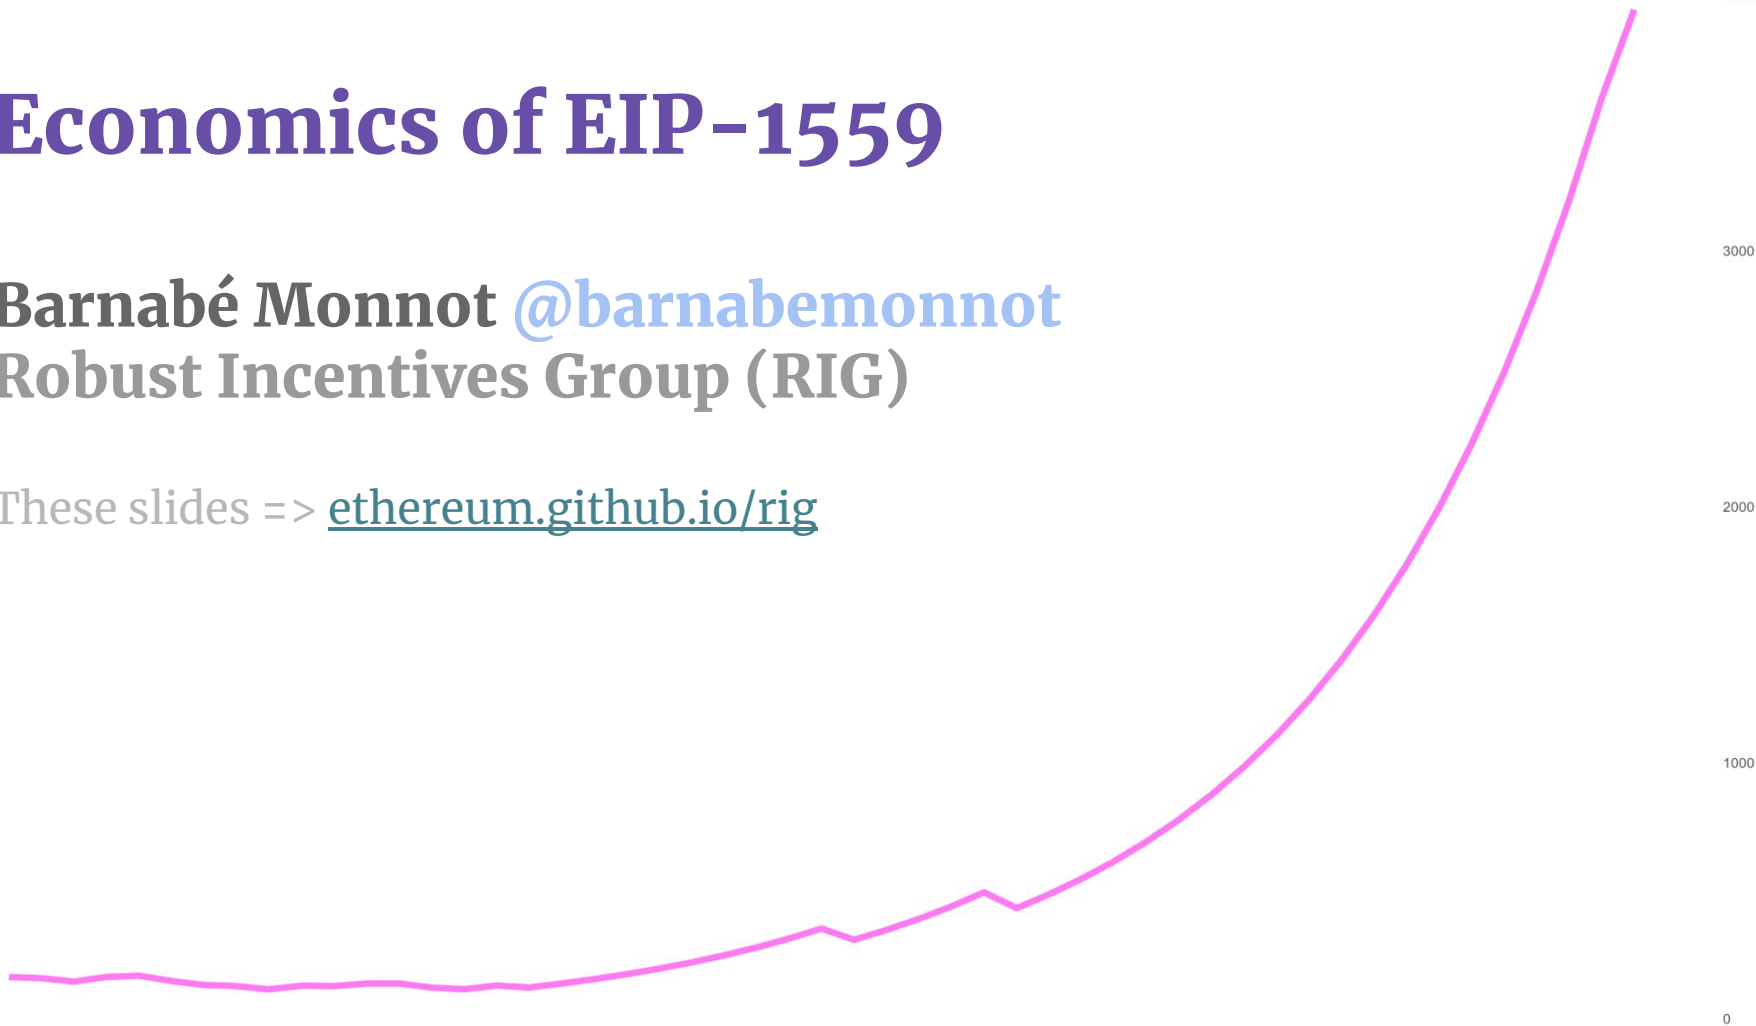 Economics of EIP-1559
Barnabé Monnot @barnabemonnot
Robust Incentives Group (RIG)
These slides => ethereum.github.io/rig
3000
2000
1000
0